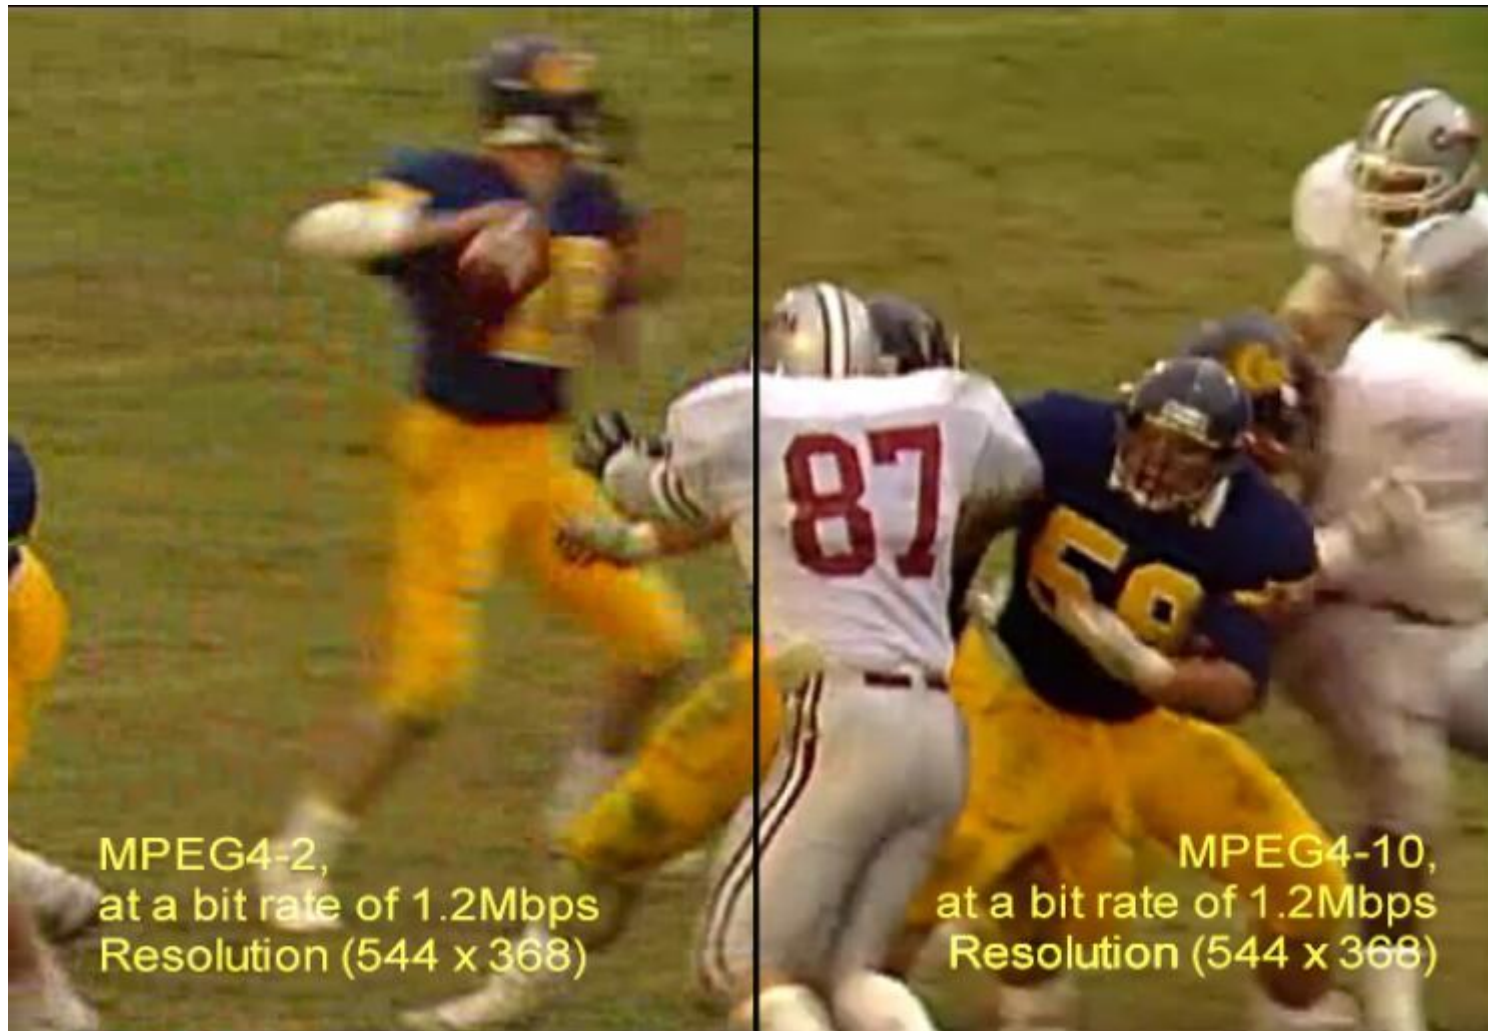 87
58
MPEG4-2,
at a bit rate of 1.2Mbps
Resolution (544 x 368)
MPEG4-10,
at a bit rate of 1.2Mbps
Resolution (544 x 368)